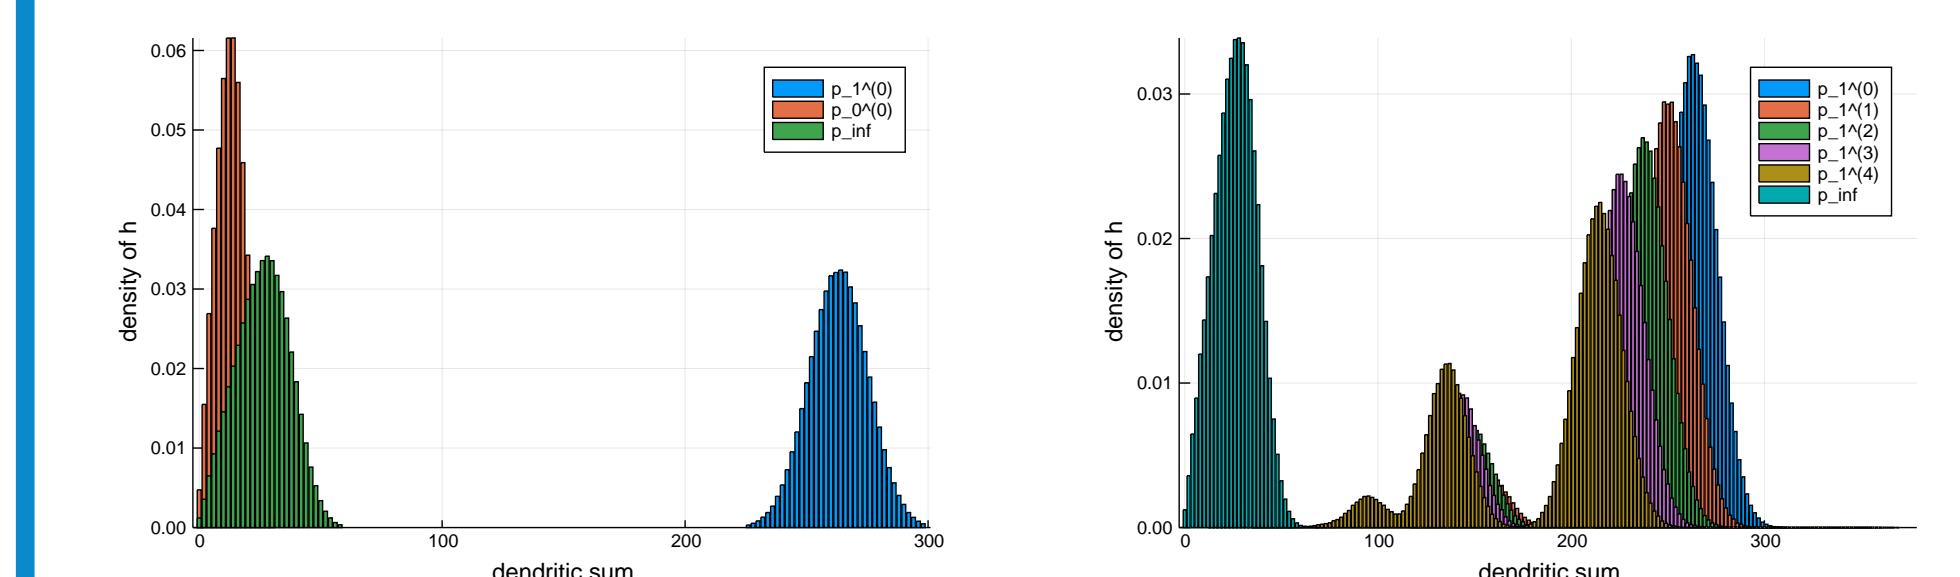 density of h
0.06
0.05
0.04
0.03
0.02
0.01
0.00
0
100
200
300
dendritic sum
p_1^(0)
p_0^(0)
p_inf
density of h
0.03
0.02
0.01
0.00
0
100
200
300
dendritic sum
p_1^(0)
p_1^(1)
p_1^(2)
p_1^(3)
p_1^(4)
p_inf